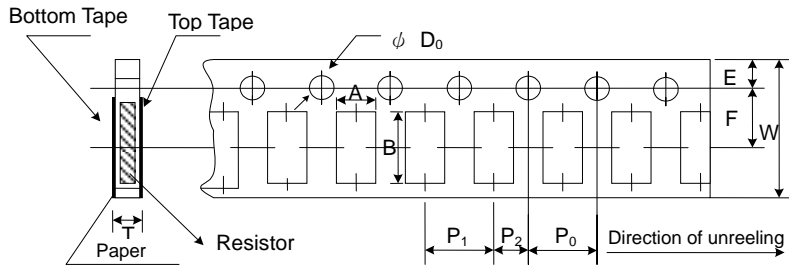 Bottom Tape
Top Tape
ψ D₀
A
B
E
F
W
T
Paper
Resistor
P₁
P₂
P₀
Direction of unreeling